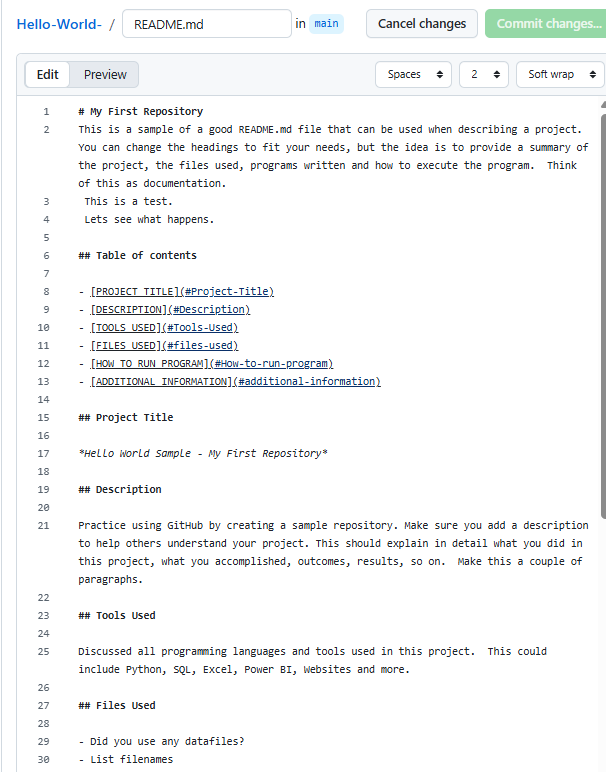 Hello-World- / README.md in main Cancel changes Commit changes...
Edit Preview Spaces 2 Soft wrap
1 # My First Repository
2 This is a sample of a good README.md file that can be used when describing a project.
You can change the headings to fit your needs, but the idea is to provide a summary of
the project, the files used, programs written and how to execute the program.  Think
of this as documentation.
3  This is a test.
4  Lets see what happens.
5
6 ## Table of contents
7
8 - [PROJECT TITLE](#Project-Title)
9 - [DESCRIPTION](#Description)
10 - [TOOLS USED](#Tools-Used)
11 - [FILES USED](#files-used)
12 - [HOW TO RUN PROGRAM](#How-to-run-program)
13 - [ADDITIONAL INFORMATION](#additional-information)
14
15 ## Project Title
16
17 *Hello World Sample - My First Repository*
18
19 ## Description
20
21 Practice using GitHub by creating a sample repository. Make sure you add a description
to help others understand your project. This should explain in detail what you did in
this project, what you accomplished, outcomes, results, so on.  Make this a couple of
paragraphs.
22
23 ## Tools Used
24
25 Discussed all programming languages and tools used in this project.  This could
include Python, SQL, Excel, Power BI, Websites and more.
26
27 ## Files Used
28
29 - Did you use any datafiles?
30 - List filenames